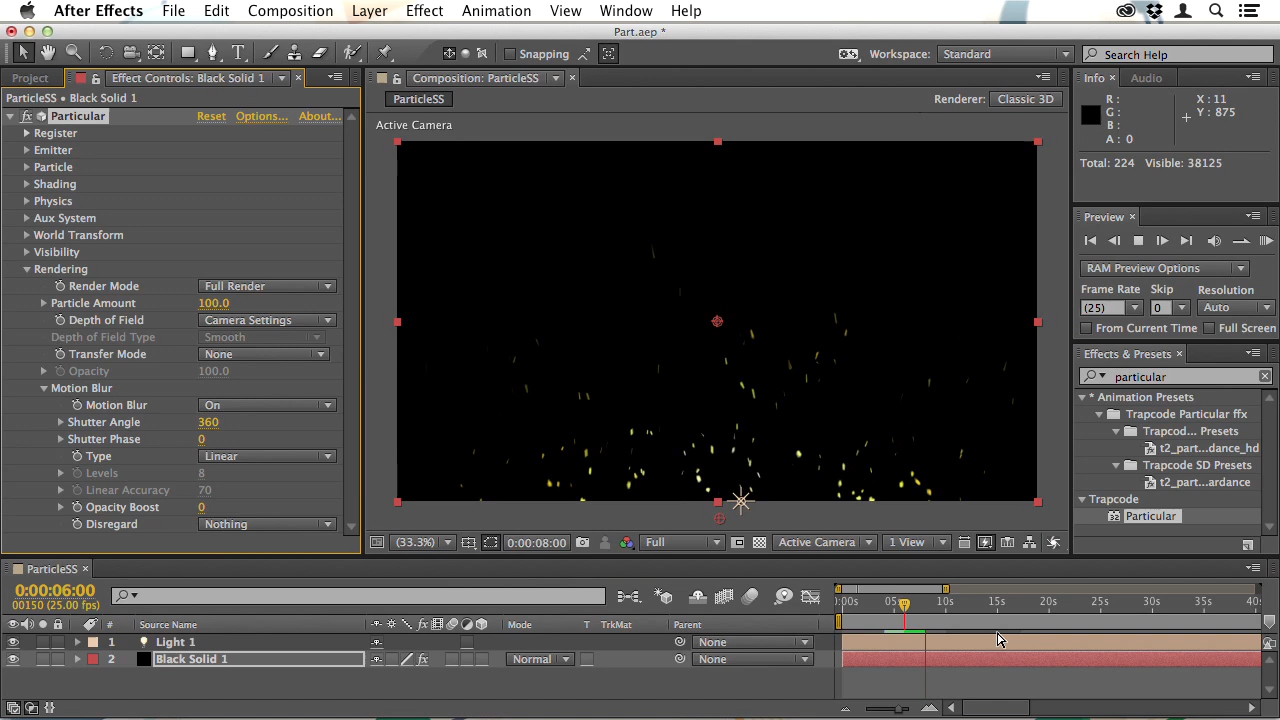 After Effects File Edit Composition Layer Effect Animation View Window Help
Part.aep *
Snapping Workspace: Standard Search Help
Project Effect Controls: Black Solid 1 × Composition: ParticleSS × Info × Audio
ParticleSS • Black Solid 1
ParticleSS Renderer: Classic 3D
Active Camera
fx Particular Reset Options... About...
Register
Emitter
Particle
Shading
Physics
Aux System
World Transform
Visibility
Rendering
Render Mode Full Render
Particle Amount 100.0
Depth of Field Camera Settings
Depth of Field Type Smooth
Transfer Mode None
Opacity 100.0
Motion Blur
Motion Blur On
Shutter Angle 360
Shutter Phase 0
Type Linear
Levels 8
Linear Accuracy 70
Opacity Boost 0
Disregard Nothing
(33.3%) 0:00:08:00 Full Active Camera 1 View
R :
G :
B :
A : 0
X : 11
Y : 875
Total: 224 Visible: 38125
Preview ×
RAM Preview Options
Frame Rate Skip Resolution
(25) 0 Auto
From Current Time Full Screen
Effects & Presets ×
particular
* Animation Presets
Trapcode Particular ffx
Trapcod... Presets
t2_part...dance_hd
Trapcode SD Presets
t2_part...ardance
Trapcode
32 Particular
ParticleSS ×
0:00:06:00
00150 (25.00 fps)
:00s 05s 10s 15s 20s 25s 30s 35s 40s
# Source Name fx Mode T TrkMat Parent
1 Light 1 None
2 Black Solid 1 fx Normal None